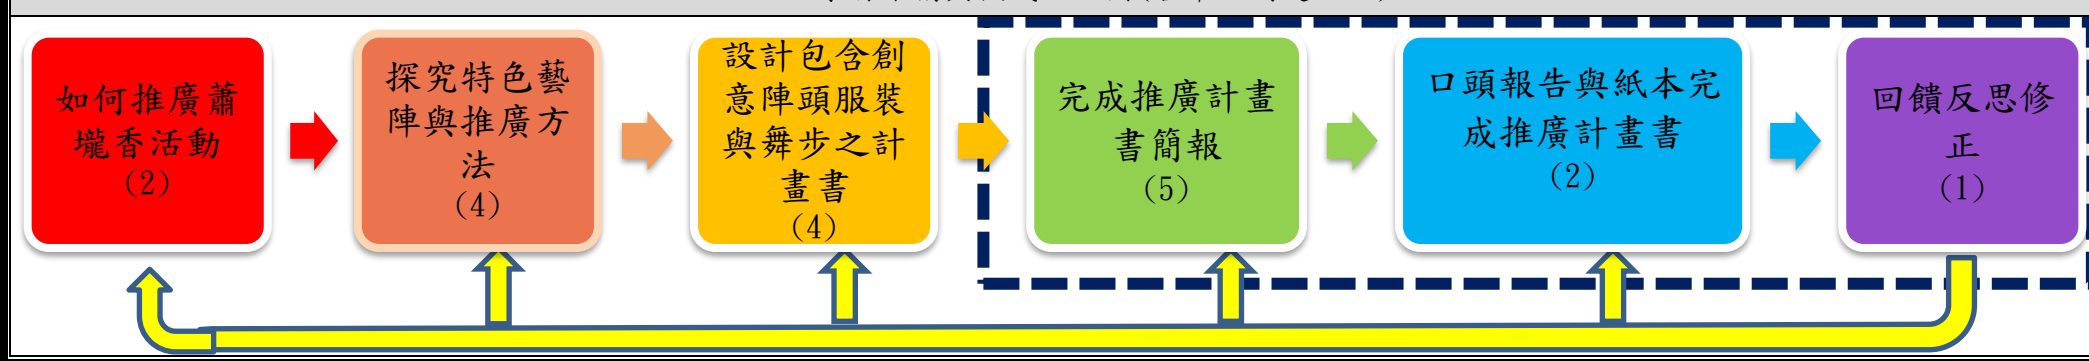 如何推廣蕭
壠香活動
(2)
探究特色藝
陣與推廣方
法
(4)
設計包含創
意陣頭服裝
與舞步之計
畫書
(4)
完成推廣計畫
書簡報
(5)
口頭報告與紙本完
成推廣計畫書
(2)
回饋反思修
正
(1)